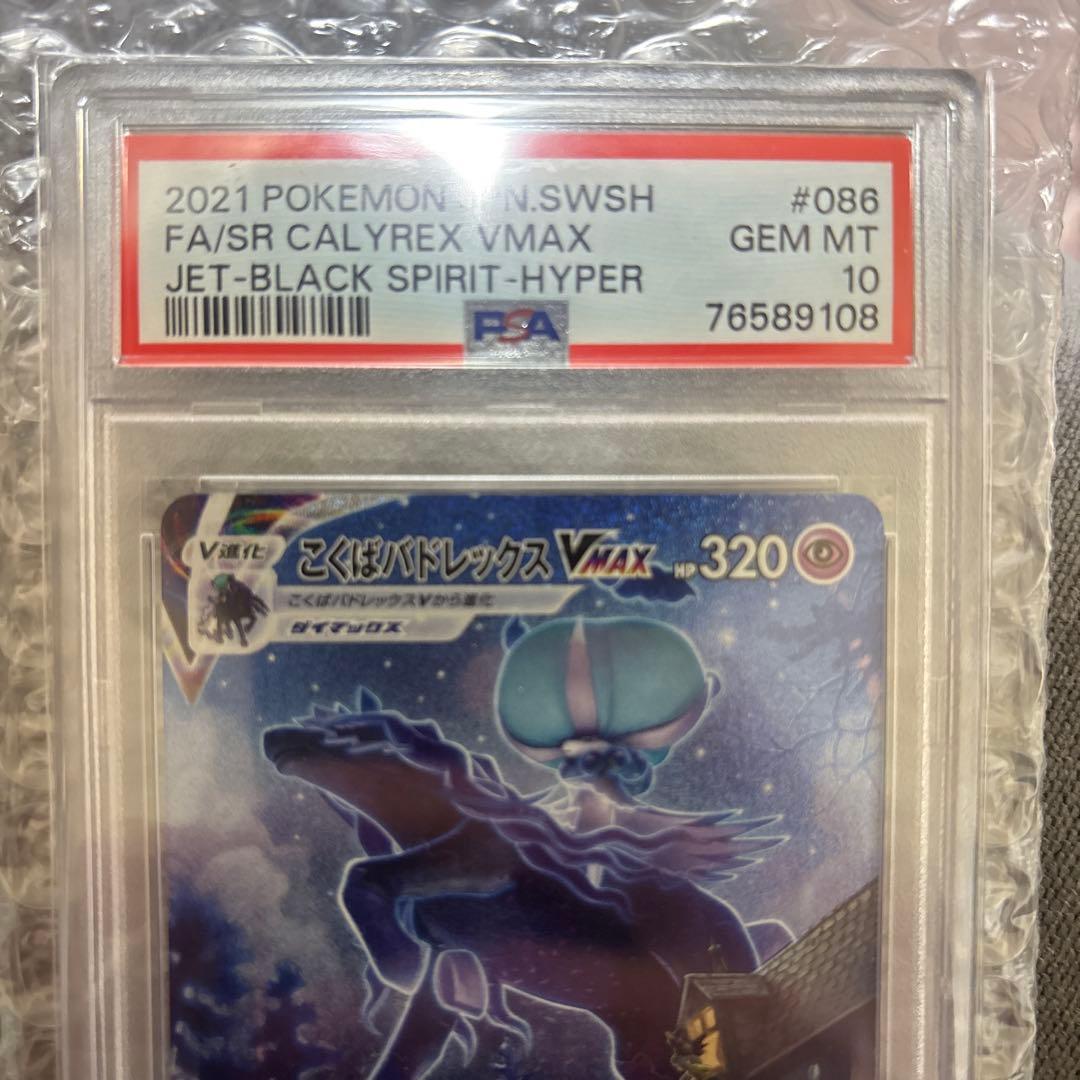 2021 POKEMON JPN.SWSH #086
FA/SR CALYREX VMAX GEM MT
JET-BLACK SPIRIT-HYPER 10
PSA 76589108
V進化 こくばバドレックス VMAX HP 320
こくばバドレックスVから進化
ダイマックス